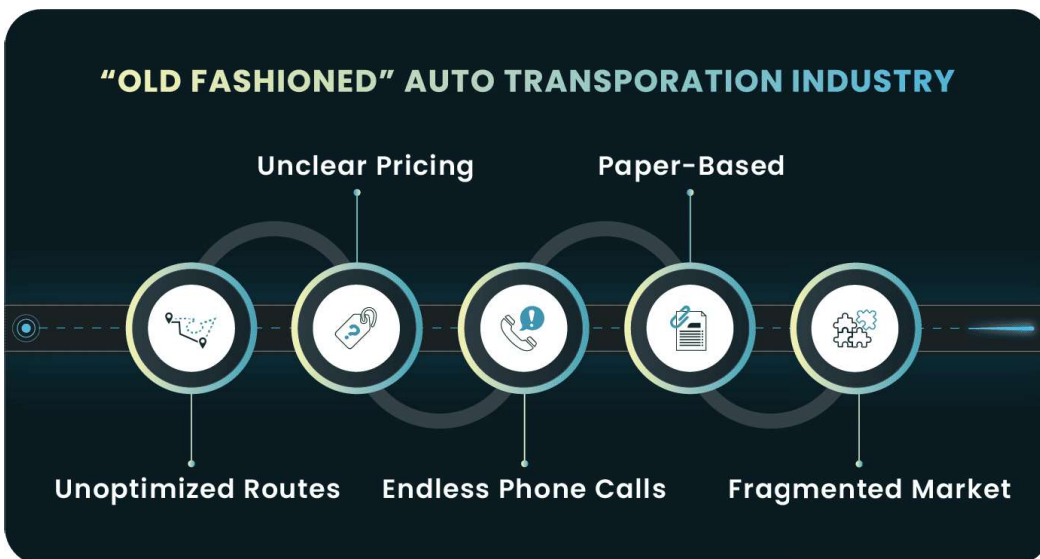 “OLD FASHIONED” AUTO TRANSPORATION INDUSTRY
Unclear Pricing
Paper-Based
Unoptimized Routes
Endless Phone Calls
Fragmented Market